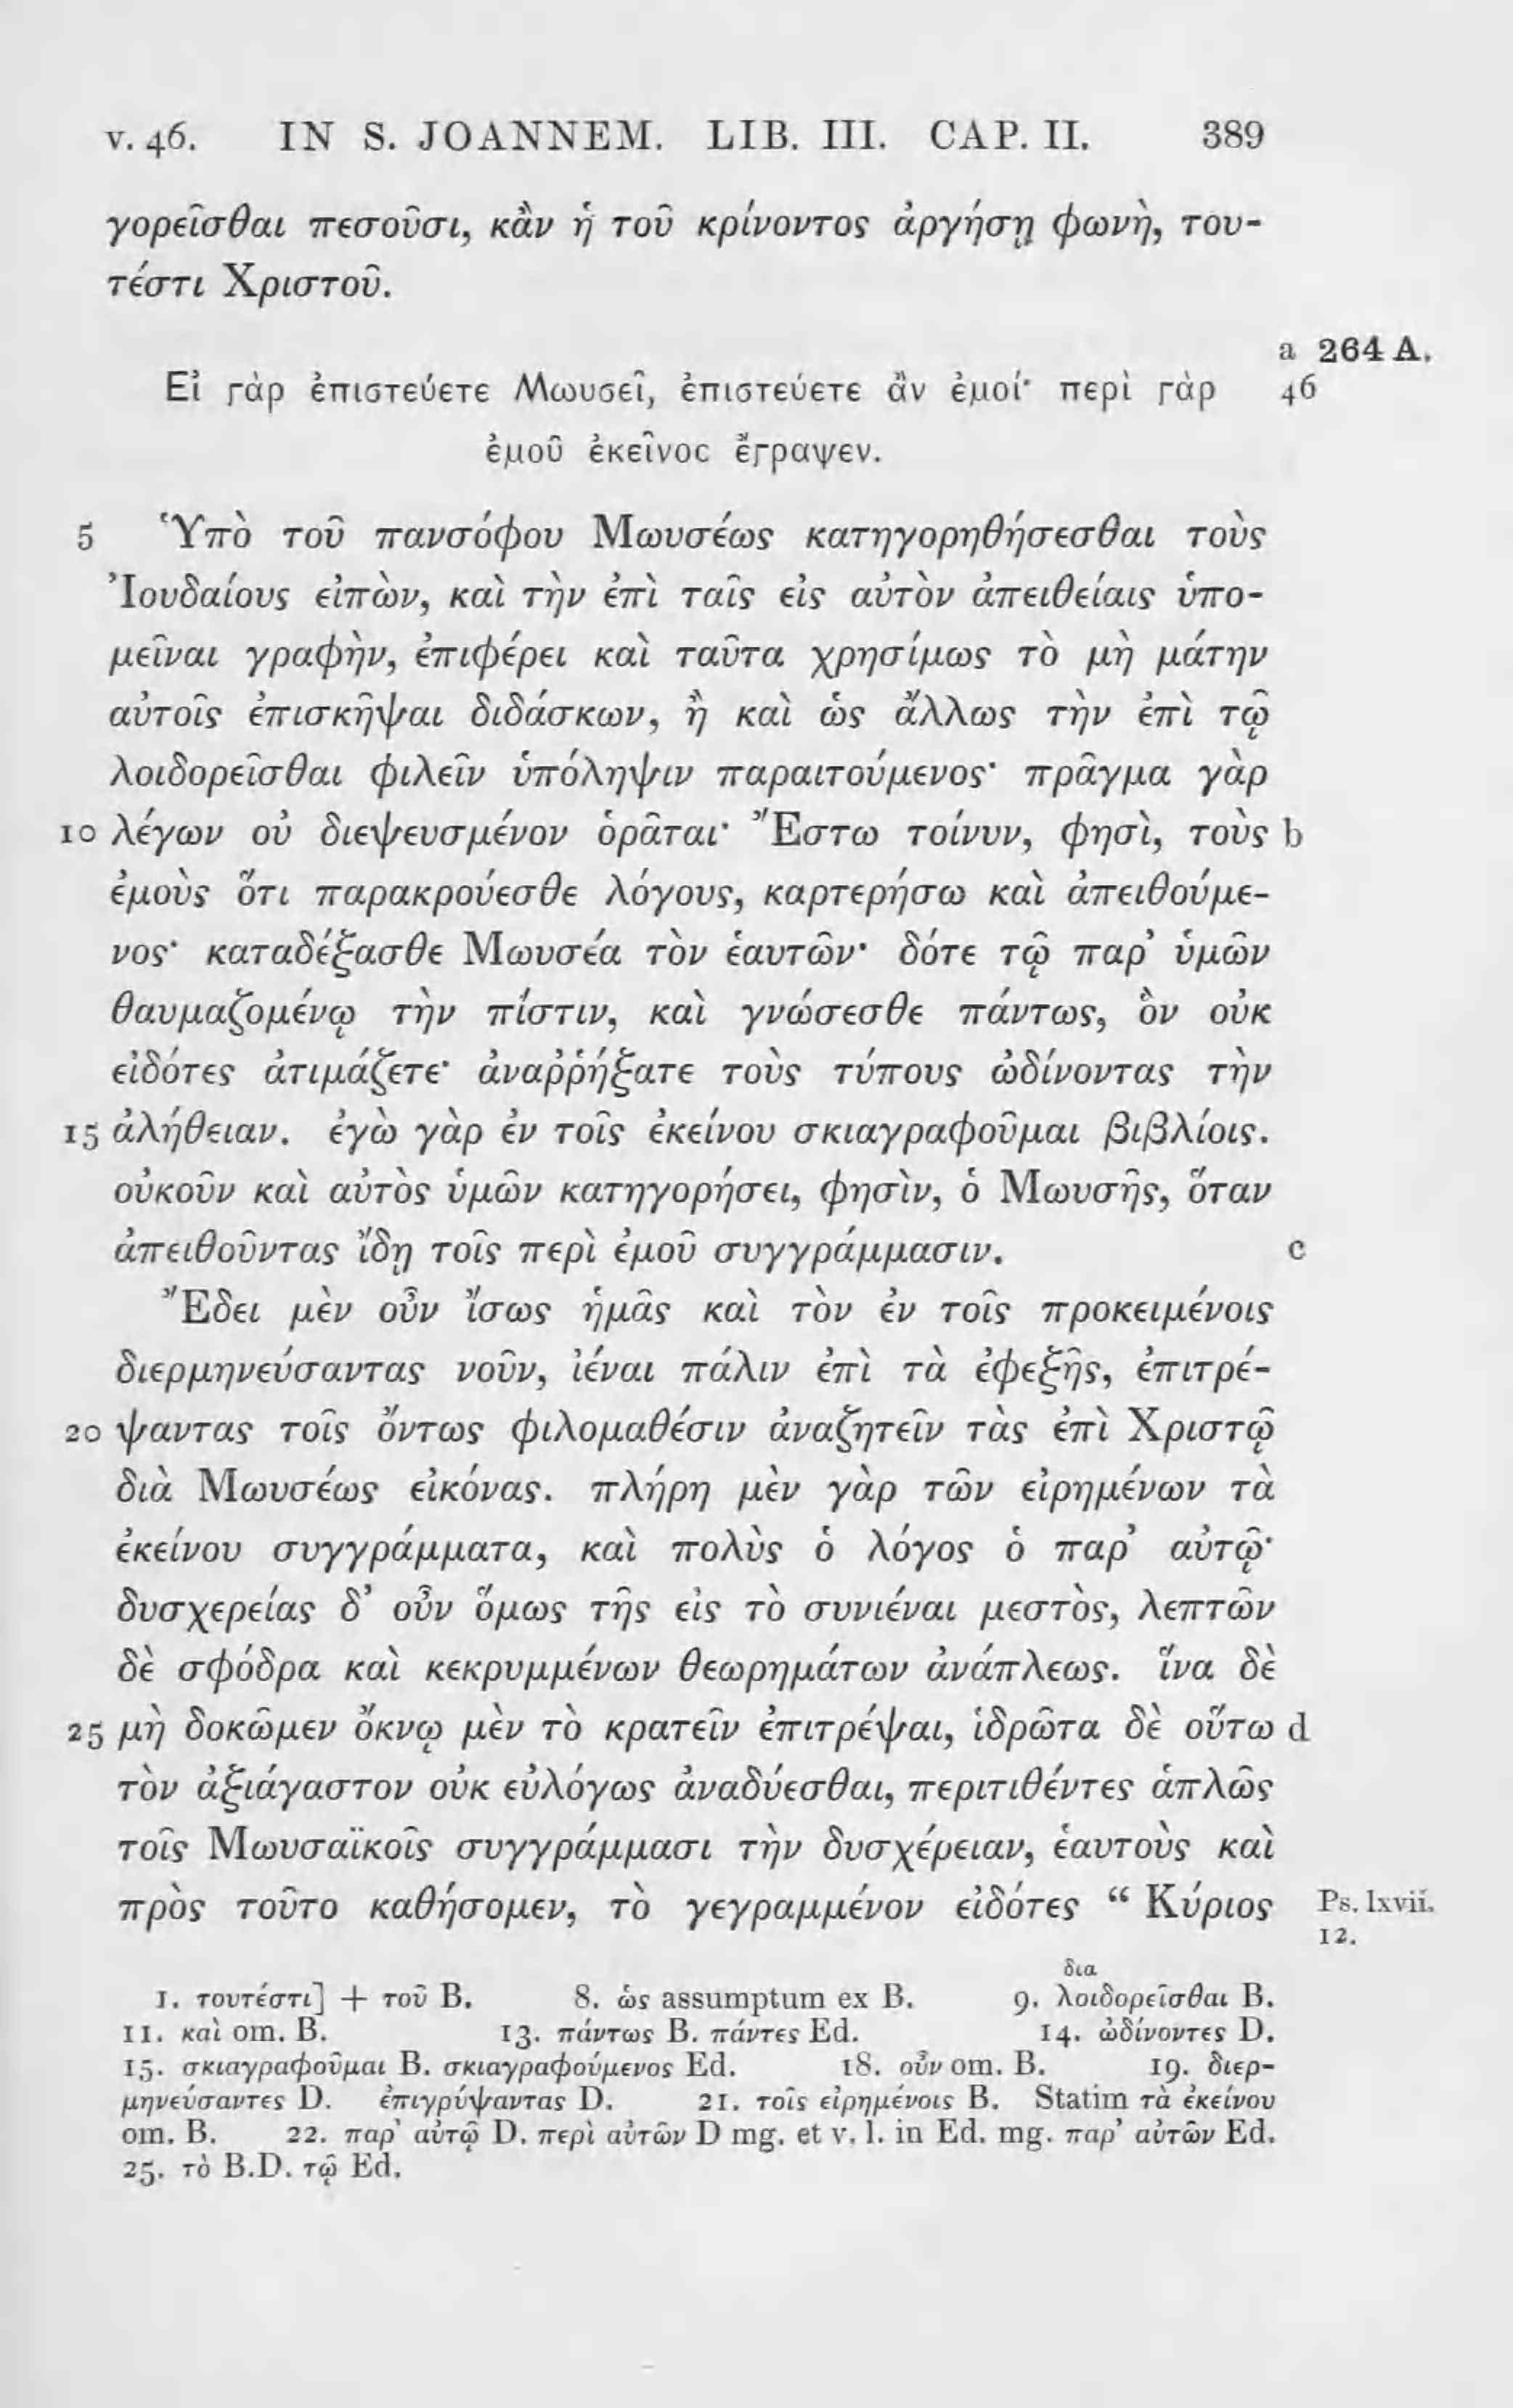 v. 46. IN S. JOANNEM. LIB. III. CAP. II. 389
γορεῖσθαι πεσοῦσι, κἂν ἡ τοῦ κρίνοντος ἀργήσῃ φωνὴ, του-
τέστι Χριστοῦ.
a 264 A.
Εἰ γὰρ ἐπιστεύετε Μωυσεῖ, ἐπιστεύετε ἂν ἐμοί· περὶ γὰρ 46
ἐμοῦ ἐκεῖνος ἔγραψεν.
5 Ὑπὸ τοῦ πανσόφου Μωυσέως κατηγορηθήσεσθαι τοὺς
Ἰουδαίους εἰπὼν, καὶ τὴν ἐπὶ ταῖς εἰς αὐτὸν ἀπειθείαις ὑπο-
μεῖναι γραφὴν, ἐπιφέρει καὶ ταῦτα χρησίμως τὸ μὴ μάτην
αὐτοῖς ἐπισκῆψαι διδάσκων, ἢ καὶ ὡς ἄλλως τὴν ἐπὶ τῷ
λοιδορεῖσθαι φιλεῖν ὑπόληψιν παραιτούμενος· πρᾶγμα γὰρ
10 λέγων οὐ διεψευσμένον ὁρᾶται· Ἔστω τοίνυν, φησὶ, τοὺς b
ἐμοὺς ὅτι παρακρούεσθε λόγους, καρτερήσω καὶ ἀπειθούμε-
νος· καταδέξασθε Μωυσέα τὸν ἑαυτῶν· δότε τῷ παρ’ ὑμῶν
θαυμαζομένῳ τὴν πίστιν, καὶ γνώσεσθε πάντως, ὃν οὐκ
εἰδότες ἀτιμάζετε· ἀναῤῥήξατε τοὺς τύπους ὠδίνοντας τὴν
15 ἀλήθειαν. ἐγὼ γὰρ ἐν τοῖς ἐκείνου σκιαγραφοῦμαι βιβλίοις.
οὐκοῦν καὶ αὐτὸς ὑμῶν κατηγορήσει, φησὶν, ὁ Μωυσῆς, ὅταν
ἀπειθοῦντας ἴδῃ τοῖς περὶ ἐμοῦ συγγράμμασιν. c
Ἔδει μὲν οὖν ἴσως ἡμᾶς καὶ τὸν ἐν τοῖς προκειμένοις
διερμηνεύσαντας νοῦν, ἰέναι πάλιν ἐπὶ τὰ ἐφεξῆς, ἐπιτρέ-
20 ψαντας τοῖς ὄντως φιλομαθέσιν ἀναζητεῖν τὰς ἐπὶ Χριστῷ
διὰ Μωυσέως εἰκόνας. πλήρη μὲν γὰρ τῶν εἰρημένων τὰ
ἐκείνου συγγράμματα, καὶ πολὺς ὁ λόγος ὁ παρ’ αὐτῷ·
δυσχερείας δ’ οὖν ὅμως τῆς εἰς τὸ συνιέναι μεστὸς, λεπτῶν
δὲ σφόδρα καὶ κεκρυμμένων θεωρημάτων ἀνάπλεως. ἵνα δὲ
25 μὴ δοκῶμεν ὄκνῳ μὲν τὸ κρατεῖν ἐπιτρέψαι, ἱδρῶτα δὲ οὕτω d
τὸν ἀξιάγαστον οὐκ εὐλόγως ἀναδύεσθαι, περιτιθέντες ἁπλῶς
τοῖς Μωυσαϊκοῖς συγγράμμασι τὴν δυσχέρειαν, ἑαυτοὺς καὶ
πρὸς τοῦτο καθήσομεν, τὸ γεγραμμένον εἰδότες “ Κύριος Ps. lxvii.
12.
δια
1. τουτέστι] + τοῦ B. 8. ὡς assumptum ex B. 9. λοιδορεῖσθαι B.
11. καὶ om. B. 13. πάντως B. πάντες Ed. 14. ὠδίνοντες D.
15. σκιαγραφοῦμαι B. σκιαγραφούμενος Ed. 18. οὖν om. B. 19. διερ-
μηνεύσαντες D. ἐπιγρύψαντας D. 21. τοῖς εἰρημένοις B. Statim τὰ ἐκείνου
om. B. 22. παρ’ αὐτῷ D. περὶ αὐτῶν D mg. et v. l. in Ed. mg. παρ’ αὐτῶν Ed.
25. τὸ B.D. τῷ Ed.